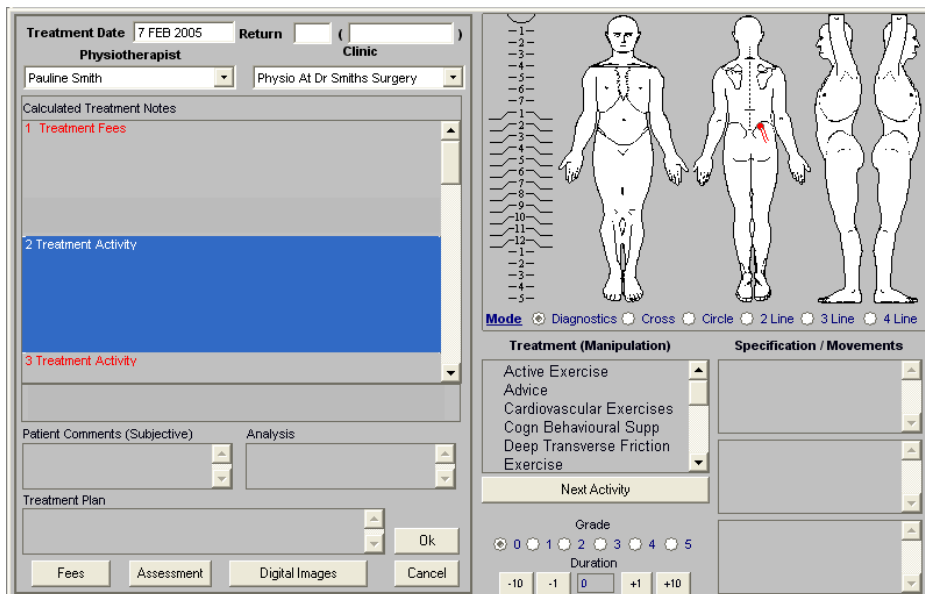 Treatment Date 7 FEB 2005 Return ( )
Physiotherapist Clinic
Pauline Smith Physio At Dr Smiths Surgery
Calculated Treatment Notes
1 Treatment Fees
2 Treatment Activity
3 Treatment Activity
Patient Comments (Subjective) Analysis
Treatment Plan
Ok
Fees Assessment Digital Images Cancel
1
2
3
4
5
6
7
1
2
3
4
5
6
7
8
9
10
11
12
1
2
3
4
5
Mode Diagnostics Cross Circle 2 Line 3 Line 4 Line
Treatment (Manipulation) Specification / Movements
Active Exercise
Advice
Cardiovascular Exercises
Cogn Behavioural Supp
Deep Transverse Friction
Exercise
Next Activity
Grade
0 1 2 3 4 5
Duration
-10 -1 0 +1 +10